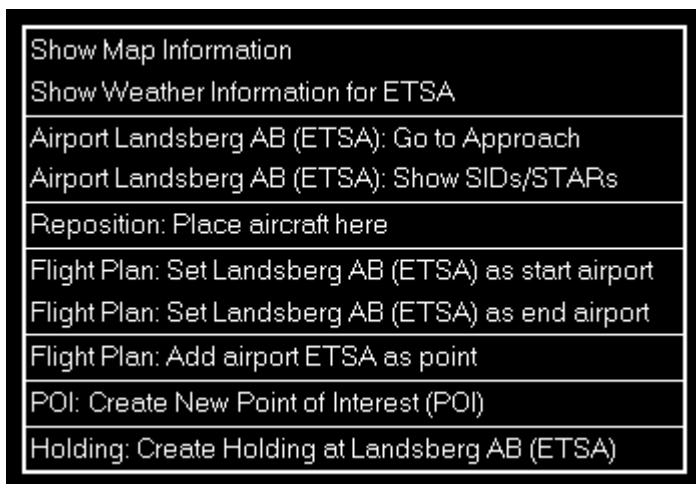 Show Map Information
Show Weather Information for ETSA
Airport Landsberg AB (ETSA): Go to Approach
Airport Landsberg AB (ETSA): Show SIDs/STARs
Reposition: Place aircraft here
Flight Plan: Set Landsberg AB (ETSA) as start airport
Flight Plan: Set Landsberg AB (ETSA) as end airport
Flight Plan: Add airport ETSA as point
POI: Create New Point of Interest (POI)
Holding: Create Holding at Landsberg AB (ETSA)